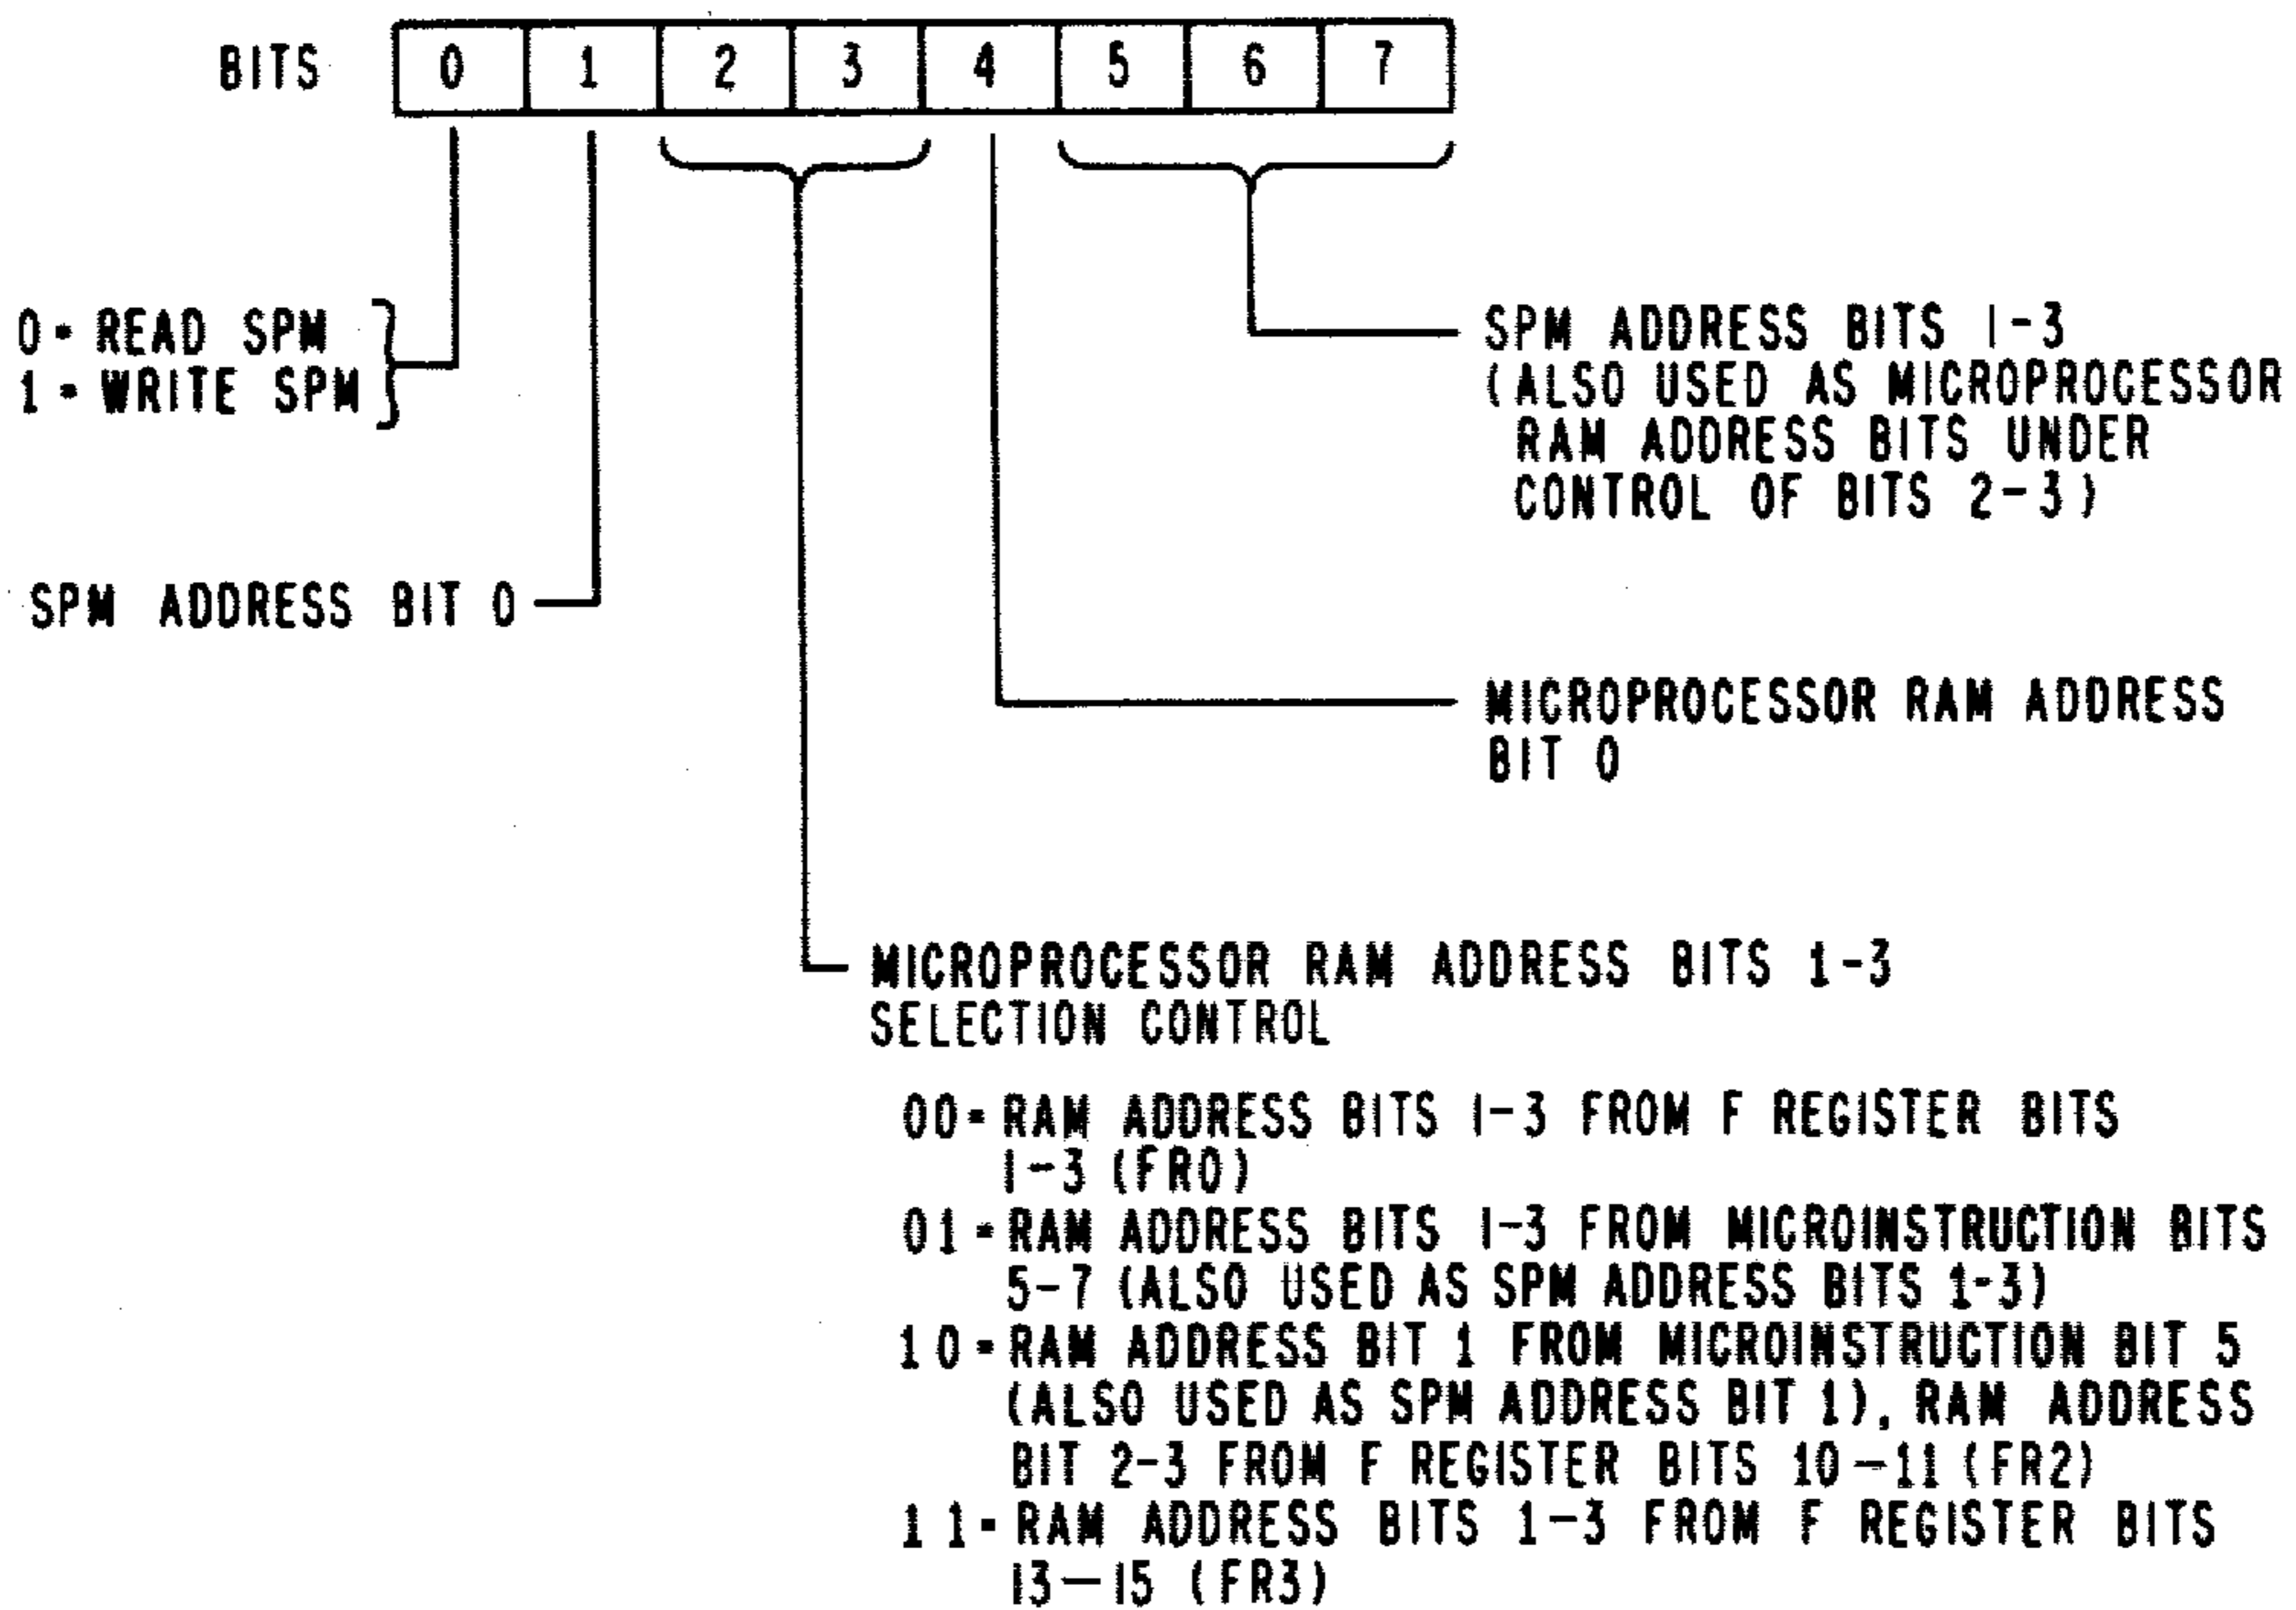 BITS 0 1 2 3 4 5 6 7
0 = READ SPM
1 = WRITE SPM
SPM ADDRESS BITS 1-3
(ALSO USED AS MICROPROCESSOR
RAM ADDRESS BITS UNDER
CONTROL OF BITS 2-3)
SPM ADDRESS BIT 0
MICROPROCESSOR RAM ADDRESS
BIT 0
MICROPROCESSOR RAM ADDRESS BITS 1-3
SELECTION CONTROL
00 = RAM ADDRESS BITS 1-3 FROM F REGISTER BITS
1-3 (FR0)
01 = RAM ADDRESS BITS 1-3 FROM MICROINSTRUCTION BITS
5-7 (ALSO USED AS SPM ADDRESS BITS 1-3)
10 = RAM ADDRESS BIT 1 FROM MICROINSTRUCTION BIT 5
(ALSO USED AS SPM ADDRESS BIT 1), RAM ADDRESS
BIT 2-3 FROM F REGISTER BITS 10-11 (FR2)
11 = RAM ADDRESS BITS 1-3 FROM F REGISTER BITS
13-15 (FR3)